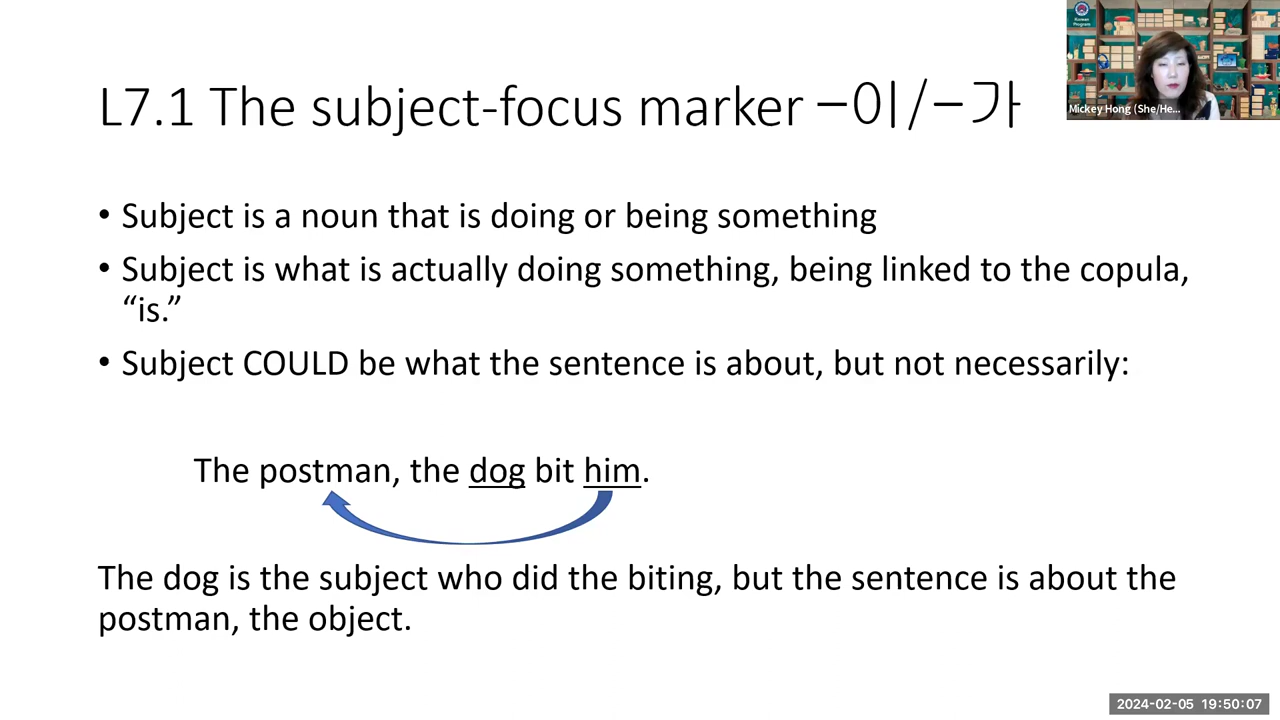 L7.1 The subject-focus marker –이/–가
Korean
Program
Mickey Hong (She/He...
• Subject is a noun that is doing or being something
• Subject is what is actually doing something, being linked to the copula,
“is.”
• Subject COULD be what the sentence is about, but not necessarily:
The postman, the dog bit him.
The dog is the subject who did the biting, but the sentence is about the
postman, the object.
2024-02-05 19:50:07